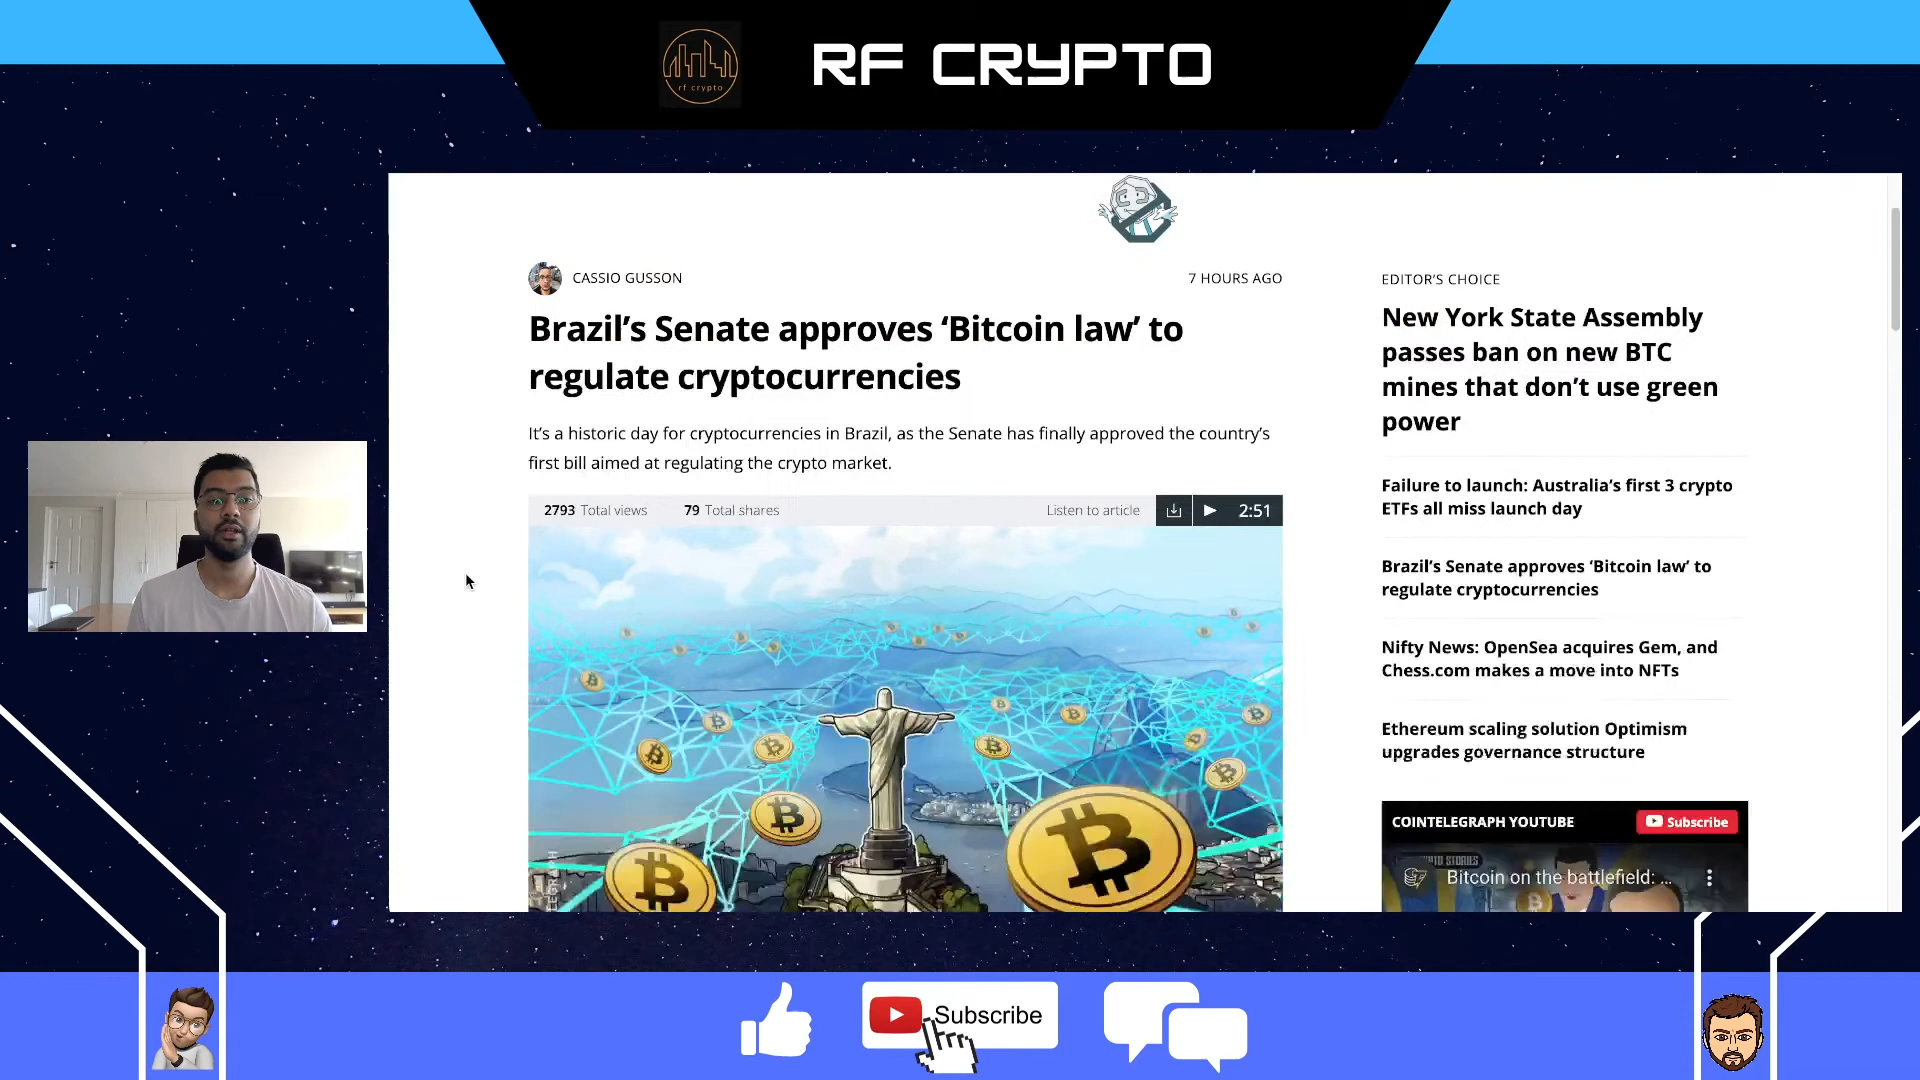 rf crypto
RF CRYPTO
CASSIO GUSSON
7 HOURS AGO
Brazil’s Senate approves ‘Bitcoin law’ to
regulate cryptocurrencies
It’s a historic day for cryptocurrencies in Brazil, as the Senate has finally approved the country’s
first bill aimed at regulating the crypto market.
2793 Total views 79 Total shares Listen to article 2:51
EDITOR’S CHOICE
New York State Assembly
passes ban on new BTC
mines that don’t use green
power
Failure to launch: Australia’s first 3 crypto
ETFs all miss launch day
Brazil’s Senate approves ‘Bitcoin law’ to
regulate cryptocurrencies
Nifty News: OpenSea acquires Gem, and
Chess.com makes a move into NFTs
Ethereum scaling solution Optimism
upgrades governance structure
COINTELEGRAPH YOUTUBE Subscribe
Bitcoin on the battlefield: ...
Subscribe